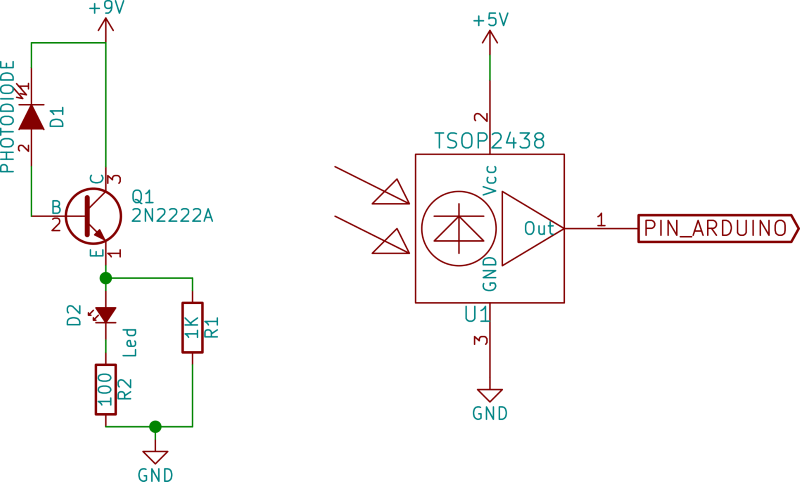 +9V
PHOTODIODE
1
D1
2
C
3
Q1
2N2222A
B
2
E
1
D2
Led
1K
R1
100
R2
GND
+5V
2
TSOP2438
Vcc
Out
GND
1
PIN_ARDUINO
U1
3
GND